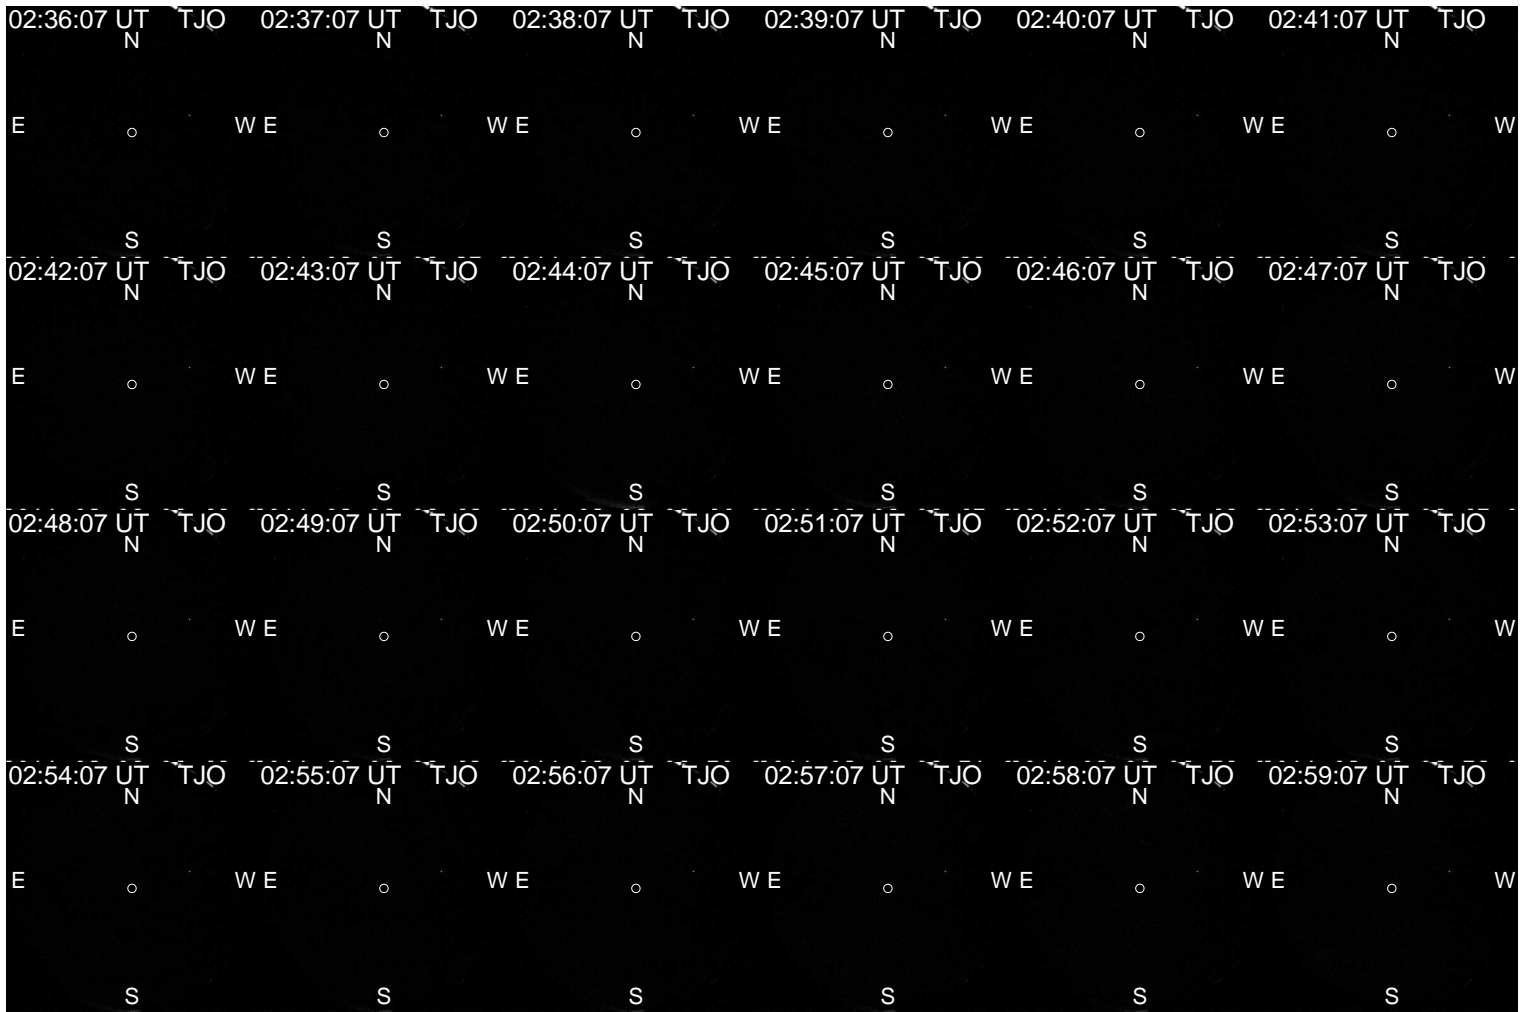 02:36:07 UT TJO 02:37:07 UT TJO 02:38:07 UT TJO 02:39:07 UT TJO 02:40:07 UT TJO 02:41:07 UT TJO
N N N N N N
E W E W E W E W E W E W
S S S S S S
02:42:07 UT TJO 02:43:07 UT TJO 02:44:07 UT TJO 02:45:07 UT TJO 02:46:07 UT TJO 02:47:07 UT TJO
N N N N N N
E W E W E W E W E W E W
S S S S S S
02:48:07 UT TJO 02:49:07 UT TJO 02:50:07 UT TJO 02:51:07 UT TJO 02:52:07 UT TJO 02:53:07 UT TJO
N N N N N N
E W E W E W E W E W E W
S S S S S S
02:54:07 UT TJO 02:55:07 UT TJO 02:56:07 UT TJO 02:57:07 UT TJO 02:58:07 UT TJO 02:59:07 UT TJO
N N N N N N
E W E W E W E W E W E W
S S S S S S